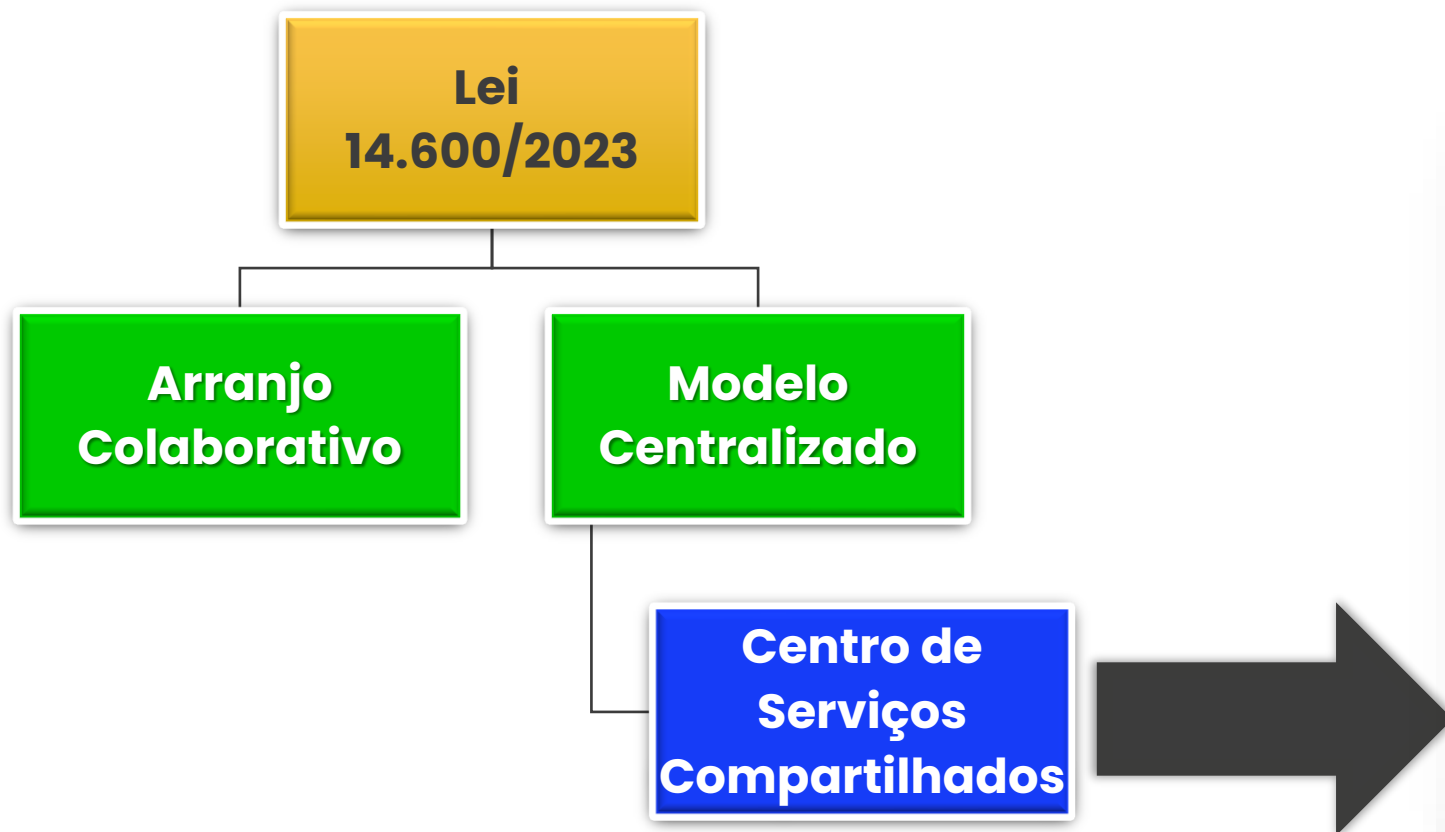 Lei
14.600/2023
Arranjo
Colaborativo
Modelo
Centralizado
Centro de
Serviços
Compartilhados